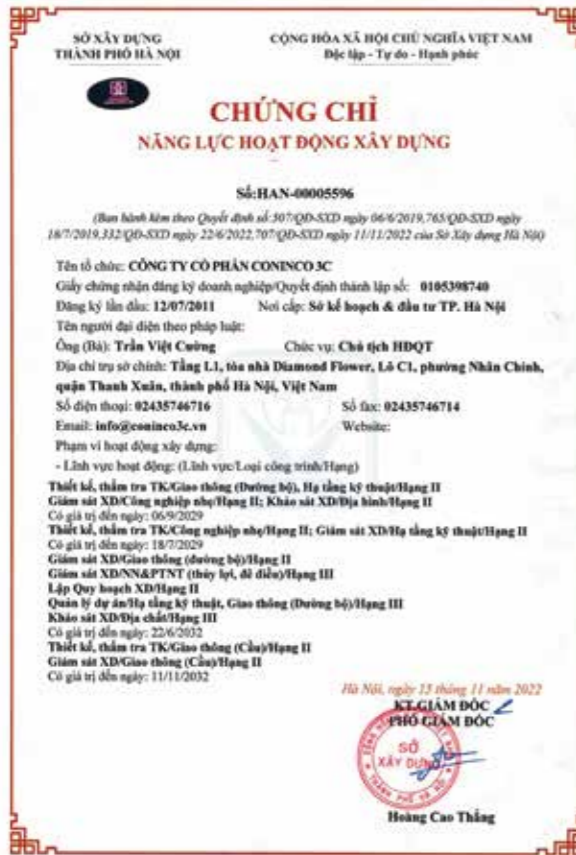 SỞ XÂY DỰNG
THÀNH PHỐ HÀ NỘI
CỘNG HÒA XÃ HỘI CHỦ NGHĨA VIỆT NAM
Độc lập - Tự do - Hạnh phúc
CHỨNG CHỈ
NĂNG LỰC HOẠT ĐỘNG XÂY DỰNG
Số:HAN-00005596
(Ban hành kèm theo Quyết định số:507/QĐ-SXD ngày 06/6/2019,765/QĐ-SXD ngày
18/7/2019,332/QĐ-SXD ngày 22/6/2022,707/QĐ-SXD ngày 11/11/2022 của Sở Xây dựng Hà Nội)
Tên tổ chức: CÔNG TY CỔ PHẦN CONINCO 3C
Giấy chứng nhận đăng ký doanh nghiệp/Quyết định thành lập số: 0105398740
Đăng ký lần đầu: 12/07/2011 Nơi cấp: Sở kế hoạch & đầu tư TP. Hà Nội
Tên người đại diện theo pháp luật:
Ông (Bà): Trần Việt Cường Chức vụ: Chủ tịch HĐQT
Địa chỉ trụ sở chính: Tầng L1, tòa nhà Diamond Flower, Lô C1, phường Nhân Chính,
quận Thanh Xuân, thành phố Hà Nội, Việt Nam
Số điện thoại: 02435746716 Số fax: 02435746714
Email: info@coninco3c.vn Website:
Phạm vi hoạt động xây dựng:
- Lĩnh vực hoạt động: (Lĩnh vực/Loại công trình/Hạng)
Thiết kế, thẩm tra TK/Giao thông (Đường bộ), Hạ tầng kỹ thuật/Hạng II
Giám sát XD/Công nghiệp nhẹ/Hạng II; Khảo sát XD/Địa hình/Hạng II
Có giá trị đến ngày: 06/9/2029
Thiết kế, thẩm tra TK/Công nghiệp nhẹ/Hạng II; Giám sát XD/Hạ tầng kỹ thuật/Hạng II
Có giá trị đến ngày: 18/7/2029
Giám sát XD/Giao thông (đường bộ)/Hạng II
Giám sát XD/NN&PTNT (thủy lợi, đê điều)/Hạng III
Lập Quy hoạch XD/Hạng II
Quản lý dự án/Hạ tầng kỹ thuật, Giao thông (Đường bộ)/Hạng III
Khảo sát XD/Địa chất/Hạng III
Có giá trị đến ngày: 22/6/2032
Thiết kế, thẩm tra TK/Giao thông (Cầu)/Hạng II
Giám sát XD/Giao thông (Cầu)/Hạng II
Có giá trị đến ngày: 11/11/2032
Hà Nội, ngày 15 tháng 11 năm 2022
KT.GIÁM ĐỐC
PHÓ GIÁM ĐỐC
SỞ
XÂY DỰNG
THÀNH PHỐ HÀ NỘI
Hoàng Cao Thắng